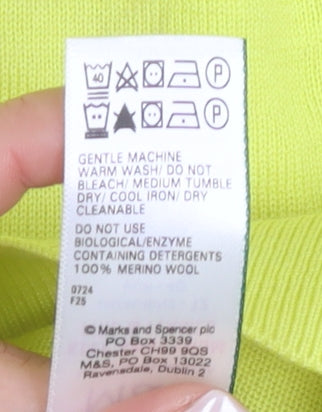 40 P
P
GENTLE MACHINE
WARM WASH/ DO NOT
BLEACH/ MEDIUM TUMBLE
DRY/ COOL IRON/ DRY
CLEANABLE
DO NOT USE
BIOLOGICAL/ENZYME
CONTAINING DETERGENTS
100% MERINO WOOL
0724
F25
© Marks and Spencer plc
PO Box 3339
Chester CH99 9QS
M&S, PO Box 13022
Ravensdale, Dublin 2